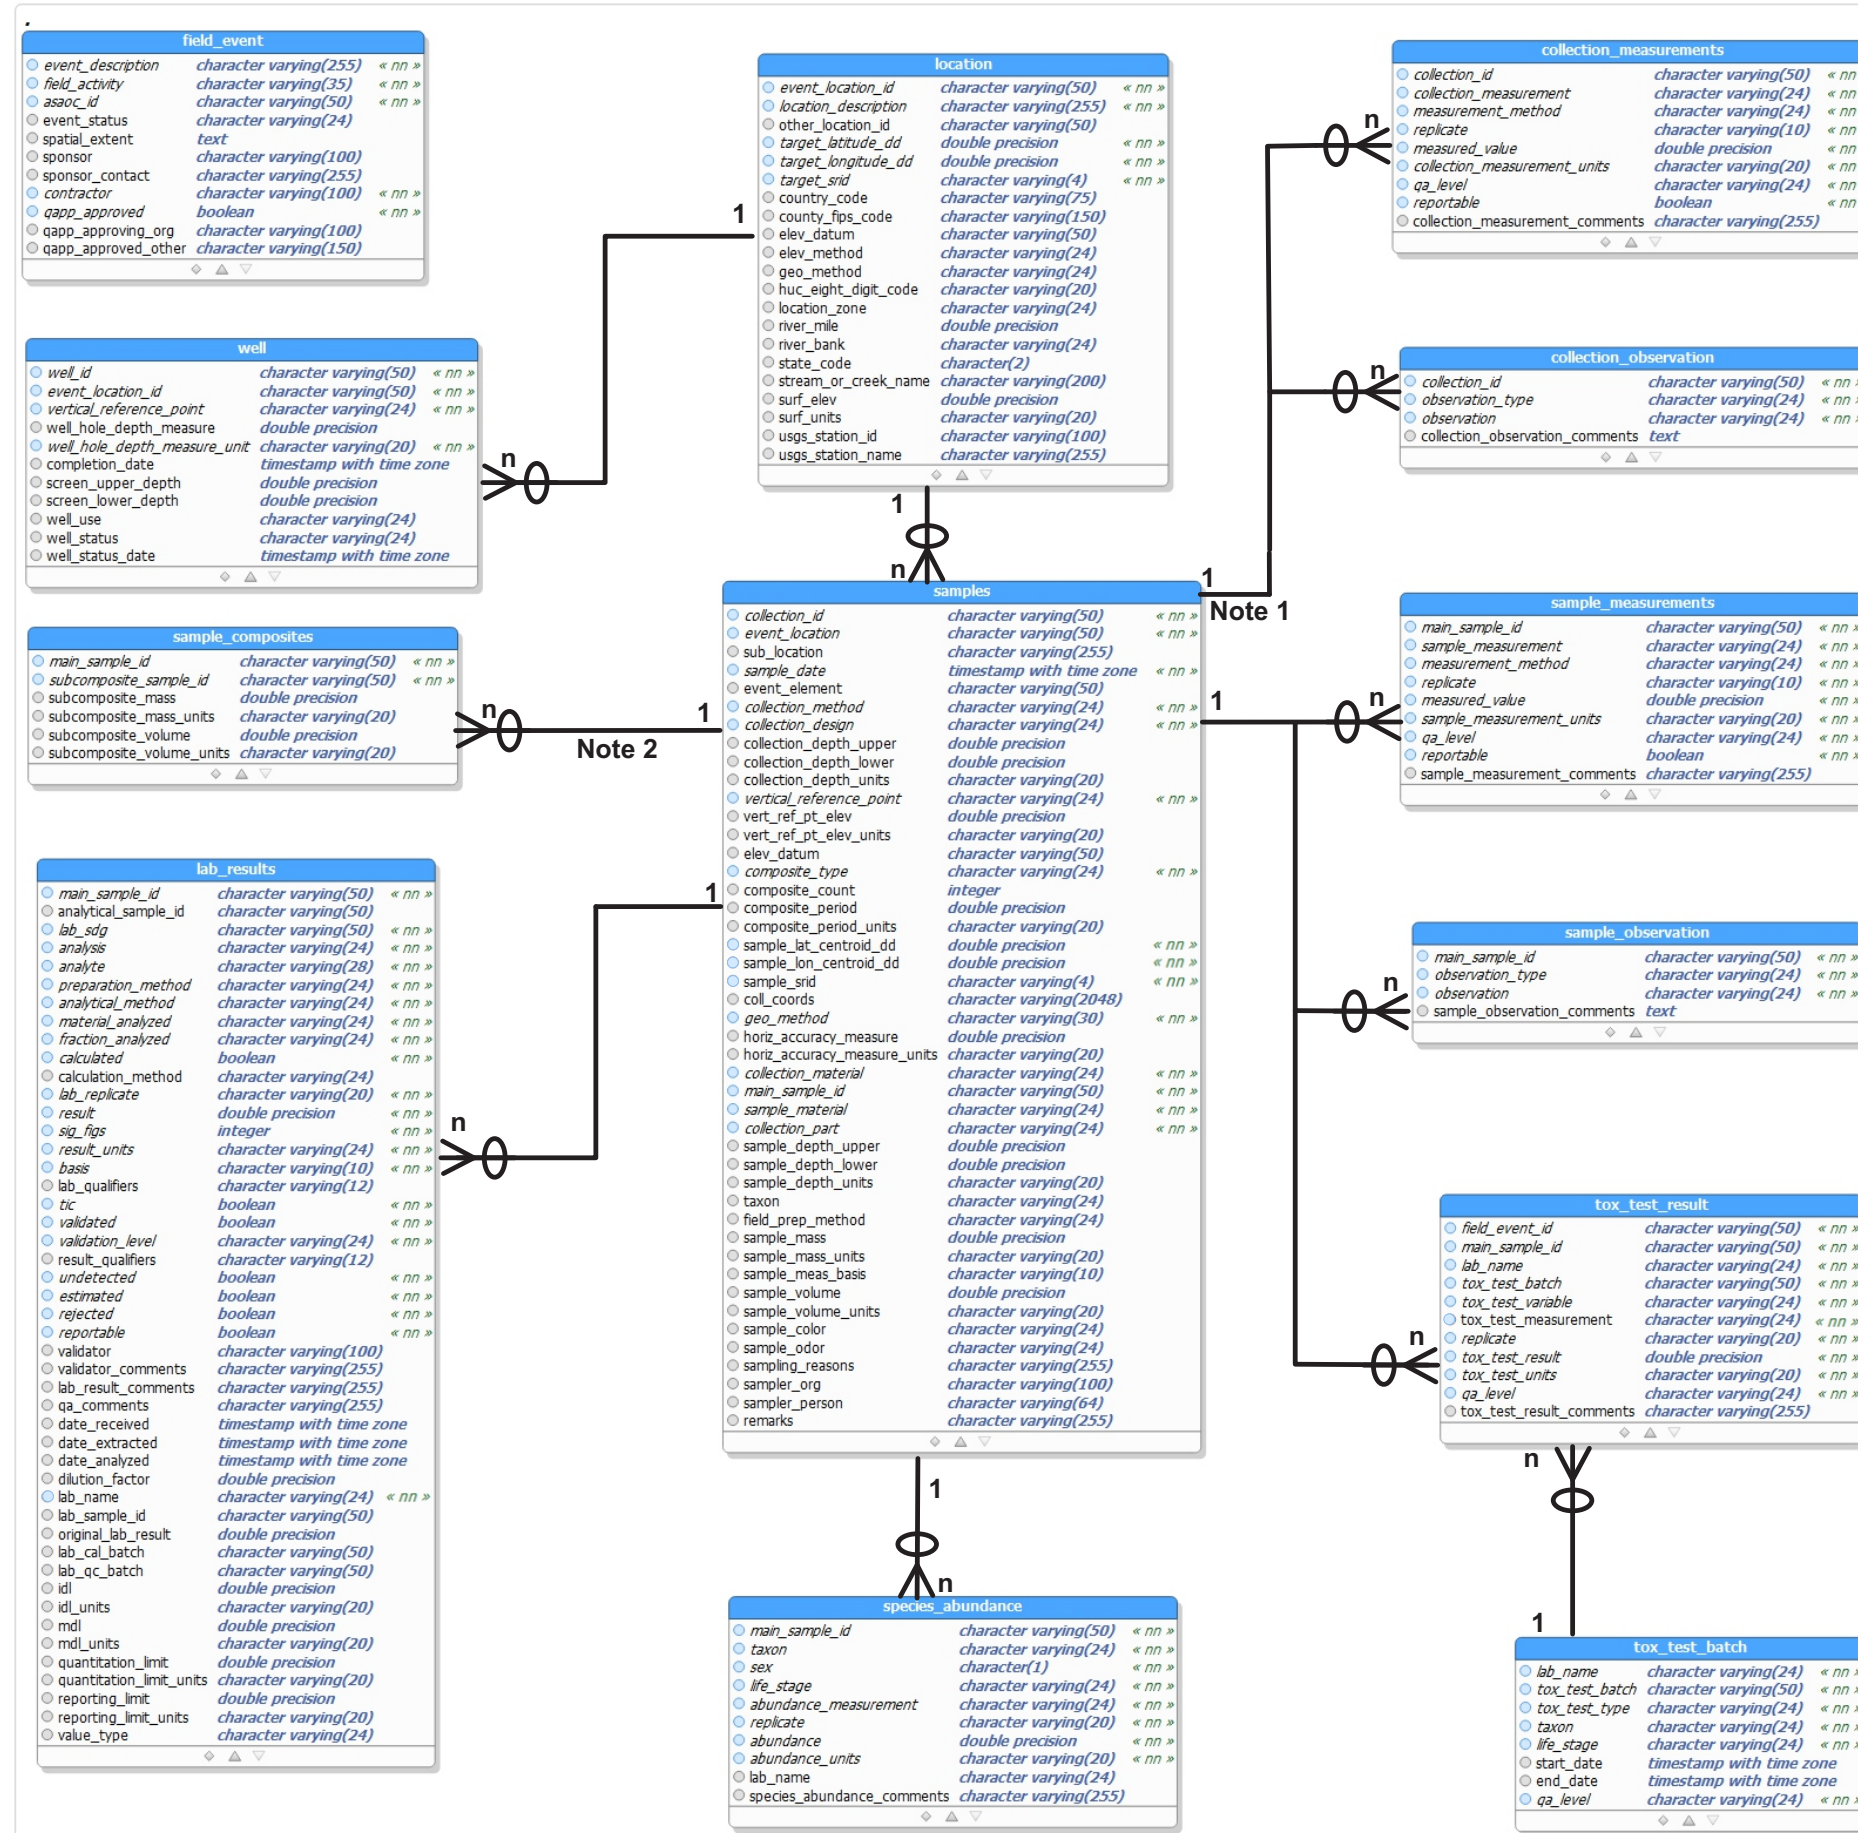 field_event
event_description character varying(255) « nn »
field_activity character varying(35) « nn »
asaoc_id character varying(50) « nn »
event_status character varying(24)
spatial_extent text
sponsor character varying(100)
sponsor_contact character varying(255)
contractor character varying(100) « nn »
qapp_approved boolean « nn »
qapp_approving_org character varying(100)
qapp_approved_other character varying(150)
well
well_id character varying(50) « nn »
event_location_id character varying(50) « nn »
vertical_reference_point character varying(24) « nn »
well_hole_depth_measure double precision
well_hole_depth_measure_unit character varying(20) « nn »
completion_date timestamp with time zone
screen_upper_depth double precision
screen_lower_depth double precision
well_use character varying(24)
well_status character varying(24)
well_status_date timestamp with time zone
n
1
sample_composites
main_sample_id character varying(50) « nn »
subcomposite_sample_id character varying(50) « nn »
subcomposite_mass double precision
subcomposite_mass_units character varying(20)
subcomposite_volume double precision
subcomposite_volume_units character varying(20)
n
1
Note 2
lab_results
main_sample_id character varying(50) « nn »
analytical_sample_id character varying(50)
lab_sdg character varying(50) « nn »
analysis character varying(24) « nn »
analyte character varying(28) « nn »
preparation_method character varying(24) « nn »
analytical_method character varying(24) « nn »
material_analyzed character varying(24) « nn »
fraction_analyzed character varying(24) « nn »
calculated boolean « nn »
calculation_method character varying(24)
lab_replicate character varying(20) « nn »
result double precision « nn »
sig_figs integer « nn »
result_units character varying(24) « nn »
basis character varying(10) « nn »
lab_qualifiers character varying(12)
tic boolean « nn »
validated boolean « nn »
validation_level character varying(24) « nn »
result_qualifiers character varying(12)
undetected boolean « nn »
estimated boolean « nn »
rejected boolean « nn »
reportable boolean « nn »
validator character varying(100)
validator_comments character varying(255)
lab_result_comments character varying(255)
qa_comments character varying(255)
date_received timestamp with time zone
date_extracted timestamp with time zone
date_analyzed timestamp with time zone
dilution_factor double precision
lab_name character varying(24) « nn »
lab_sample_id character varying(50)
original_lab_result double precision
lab_cal_batch character varying(50)
lab_qc_batch character varying(50)
idl double precision
idl_units character varying(20)
mdl double precision
mdl_units character varying(20)
quantitation_limit double precision
quantitation_limit_units character varying(20)
reporting_limit double precision
reporting_limit_units character varying(20)
value_type character varying(24)
n
1
location
event_location_id character varying(50) « nn »
location_description character varying(255) « nn »
other_location_id character varying(50)
target_latitude_dd double precision « nn »
target_longitude_dd double precision « nn »
target_srid character varying(4) « nn »
country_code character varying(75)
county_fips_code character varying(150)
elev_datum character varying(50)
elev_method character varying(24)
geo_method character varying(24)
huc_eight_digit_code character varying(20)
location_zone character varying(24)
river_mile double precision
river_bank character varying(24)
state_code character(2)
stream_or_creek_name character varying(200)
surf_elev double precision
surf_units character varying(20)
usgs_station_id character varying(100)
usgs_station_name character varying(255)
1
n
samples
collection_id character varying(50) « nn »
event_location character varying(50) « nn »
sub_location character varying(255)
sample_date timestamp with time zone « nn »
event_element character varying(50)
collection_method character varying(24) « nn »
collection_design character varying(24) « nn »
collection_depth_upper double precision
collection_depth_lower double precision
collection_depth_units character varying(20)
vertical_reference_point character varying(24) « nn »
vert_ref_pt_elev double precision
vert_ref_pt_elev_units character varying(20)
elev_datum character varying(50)
composite_type character varying(24) « nn »
composite_count integer
composite_period double precision
composite_period_units character varying(20)
sample_lat_centroid_dd double precision « nn »
sample_lon_centroid_dd double precision « nn »
sample_srid character varying(4) « nn »
coll_coords character varying(2048)
geo_method character varying(30) « nn »
horiz_accuracy_measure double precision
horiz_accuracy_measure_units character varying(20)
collection_material character varying(24) « nn »
main_sample_id character varying(50) « nn »
sample_material character varying(24) « nn »
collection_part character varying(24) « nn »
sample_depth_upper double precision
sample_depth_lower double precision
sample_depth_units character varying(20)
taxon character varying(24)
field_prep_method character varying(24)
sample_mass double precision
sample_mass_units character varying(20)
sample_meas_basis character varying(10)
sample_volume double precision
sample_volume_units character varying(20)
sample_color character varying(24)
sample_odor character varying(24)
sampling_reasons character varying(255)
sampler_org character varying(100)
sampler_person character varying(64)
remarks character varying(255)
1
n
species_abundance
main_sample_id character varying(50) « nn »
taxon character varying(24) « nn »
sex character(1) « nn »
life_stage character varying(24) « nn »
abundance_measurement character varying(24) « nn »
replicate character varying(20) « nn »
abundance double precision « nn »
abundance_units character varying(20) « nn »
lab_name character varying(24)
species_abundance_comments character varying(255)
1
Note 1
1
n
collection_measurements
collection_id character varying(50) « nn
collection_measurement character varying(24) « nn
measurement_method character varying(24) « nn
replicate character varying(10) « nn
measured_value double precision « nn
collection_measurement_units character varying(20) « nn
qa_level character varying(24) « nn
reportable boolean « nn
collection_measurement_comments character varying(255)
n
collection_observation
collection_id character varying(50) « nn »
observation_type character varying(24) « nn »
observation character varying(24) « nn »
collection_observation_comments text
n
sample_measurements
main_sample_id character varying(50) « nn »
sample_measurement character varying(24) « nn »
measurement_method character varying(24) « nn »
replicate character varying(10) « nn »
measured_value double precision « nn »
sample_measurement_units character varying(20) « nn »
qa_level character varying(24) « nn »
reportable boolean « nn »
sample_measurement_comments character varying(255)
n
sample_observation
main_sample_id character varying(50) « nn »
observation_type character varying(24) « nn »
observation character varying(24) « nn »
sample_observation_comments text
n
tox_test_result
field_event_id character varying(50) « nn »
main_sample_id character varying(50) « nn »
lab_name character varying(24) « nn »
tox_test_batch character varying(50) « nn »
tox_test_variable character varying(24) « nn »
tox_test_measurement character varying(24) « nn »
replicate character varying(20) « nn »
tox_test_result double precision « nn »
tox_test_units character varying(20) « nn »
qa_level character varying(24) « nn »
tox_test_result_comments character varying(255)
n
1
tox_test_batch
lab_name character varying(24) « nn »
tox_test_batch character varying(50) « nn »
tox_test_type character varying(24) « nn »
taxon character varying(24) « nn »
life_stage character varying(24) « nn »
start_date timestamp with time zone
end_date timestamp with time zone
qa_level character varying(24) « nn »